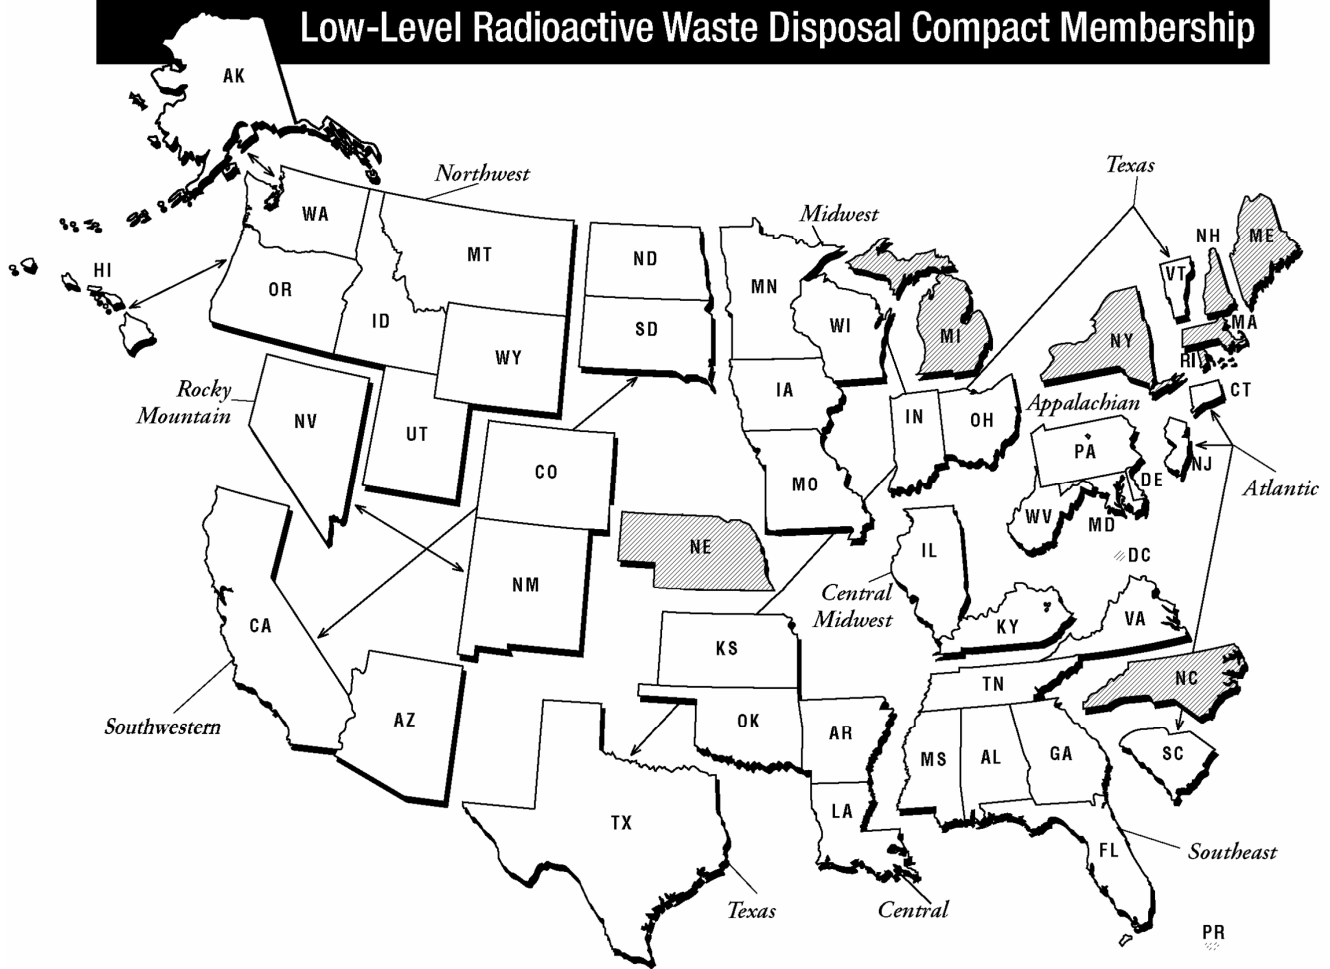 Low-Level Radioactive Waste Disposal Compact Membership
AK
Northwest
Texas
WA
Midwest
NH
ME
MT
ND
MN
VT
HI
OR
ID
SD
WI
MI
NY
MA
RI
WY
Rocky
Mountain
NV
UT
IA
IN
OH
Appalachian
CT
CO
MO
PA
NJ
DE
Atlantic
WV
MD
NE
IL
DC
NM
Central
Midwest
CA
KY
VA
KS
TN
NC
Southwestern
AZ
OK
AR
MS
AL
GA
SC
TX
LA
FL
Southeast
Texas
Central
PR